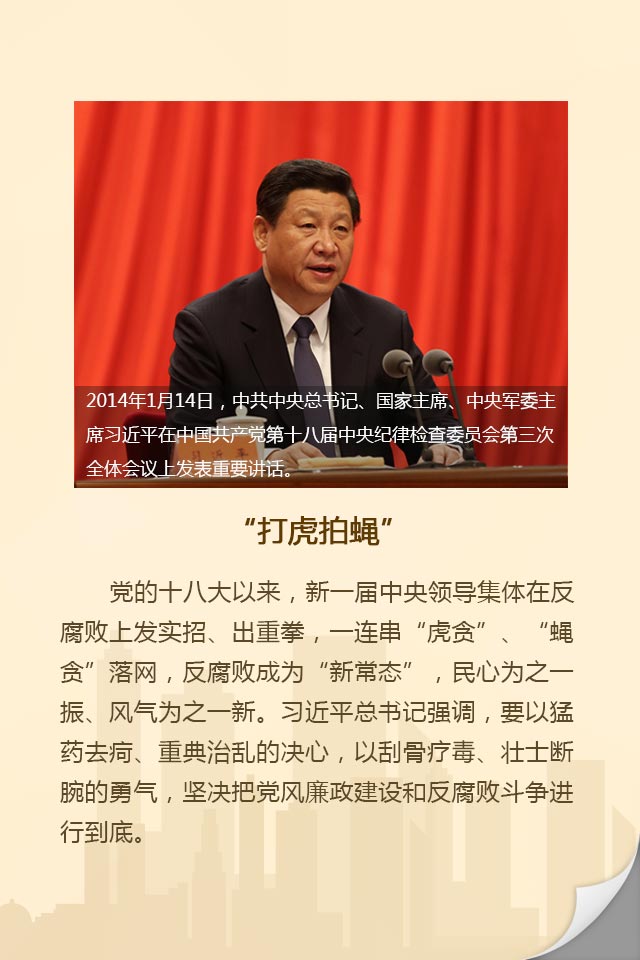 2014年1月14日，中共中央总书记、国家主席、中央军委主
席习近平在中国共产党第十八届中央纪律检查委员会第三次
全体会议上发表重要讲话。
“打虎拍蝇”
党的十八大以来，新一届中央领导集体在反
腐败上发实招、出重拳，一连串“虎贪”、“蝇
贪”落网，反腐败成为“新常态”，民心为之一
振、风气为之一新。习近平总书记强调，要以猛
药去疴、重典治乱的决心，以刮骨疗毒、壮士断
腕的勇气，坚决把党风廉政建设和反腐败斗争进
行到底。